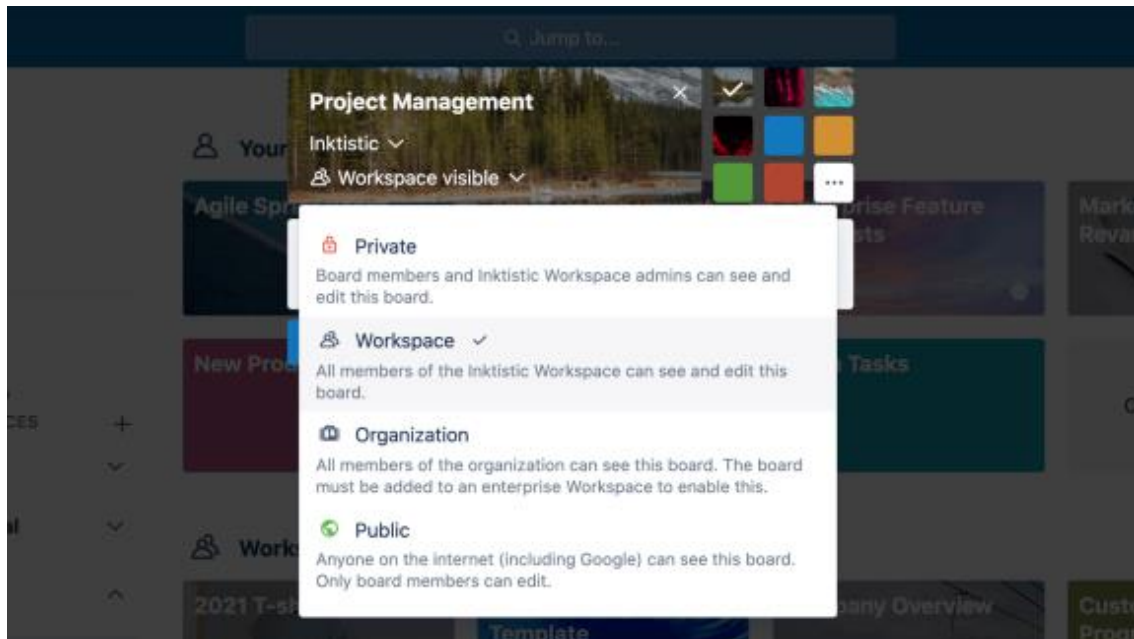 Jump to...
Project Management
Inktistic
Workspace visible
Your
Agile Spr
rise Feature
sts
Mark
Reva
Private
Board members and Inktistic Workspace admins can see and
edit this board.
Workspace
All members of the Inktistic Workspace can see and edit this
board.
New Pro
Tasks
CES
Organization
All members of the organization can see this board. The board
must be added to an enterprise Workspace to enable this.
Public
Anyone on the internet (including Google) can see this board.
Only board members can edit.
Work
2021 T-sh
Template
pany Overview
Cust
Prog